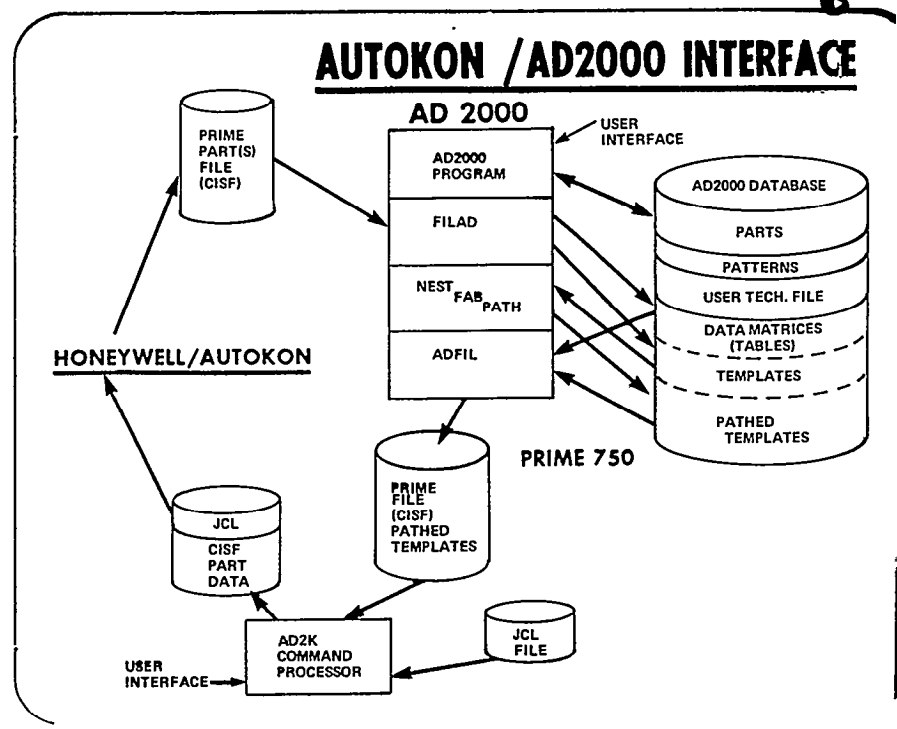 AUTOKON /AD2000 INTERFACE
AD 2000
USER
INTERFACE
PRIME
PART(S)
FILE
(CISF)
AD2000
PROGRAM
FILAD
NEST FAB PATH
ADFIL
AD2000 DATABASE
PARTS
PATTERNS
USER TECH. FILE
DATA MATRICES
(TABLES)
TEMPLATES
PATHED
TEMPLATES
HONEYWELL/AUTOKON
PRIME 750
PRIME
FILE
(CISF)
PATHED
TEMPLATES
JCL
CISF
PART
DATA
AD2K
COMMAND
PROCESSOR
JCL
FILE
USER
INTERFACE